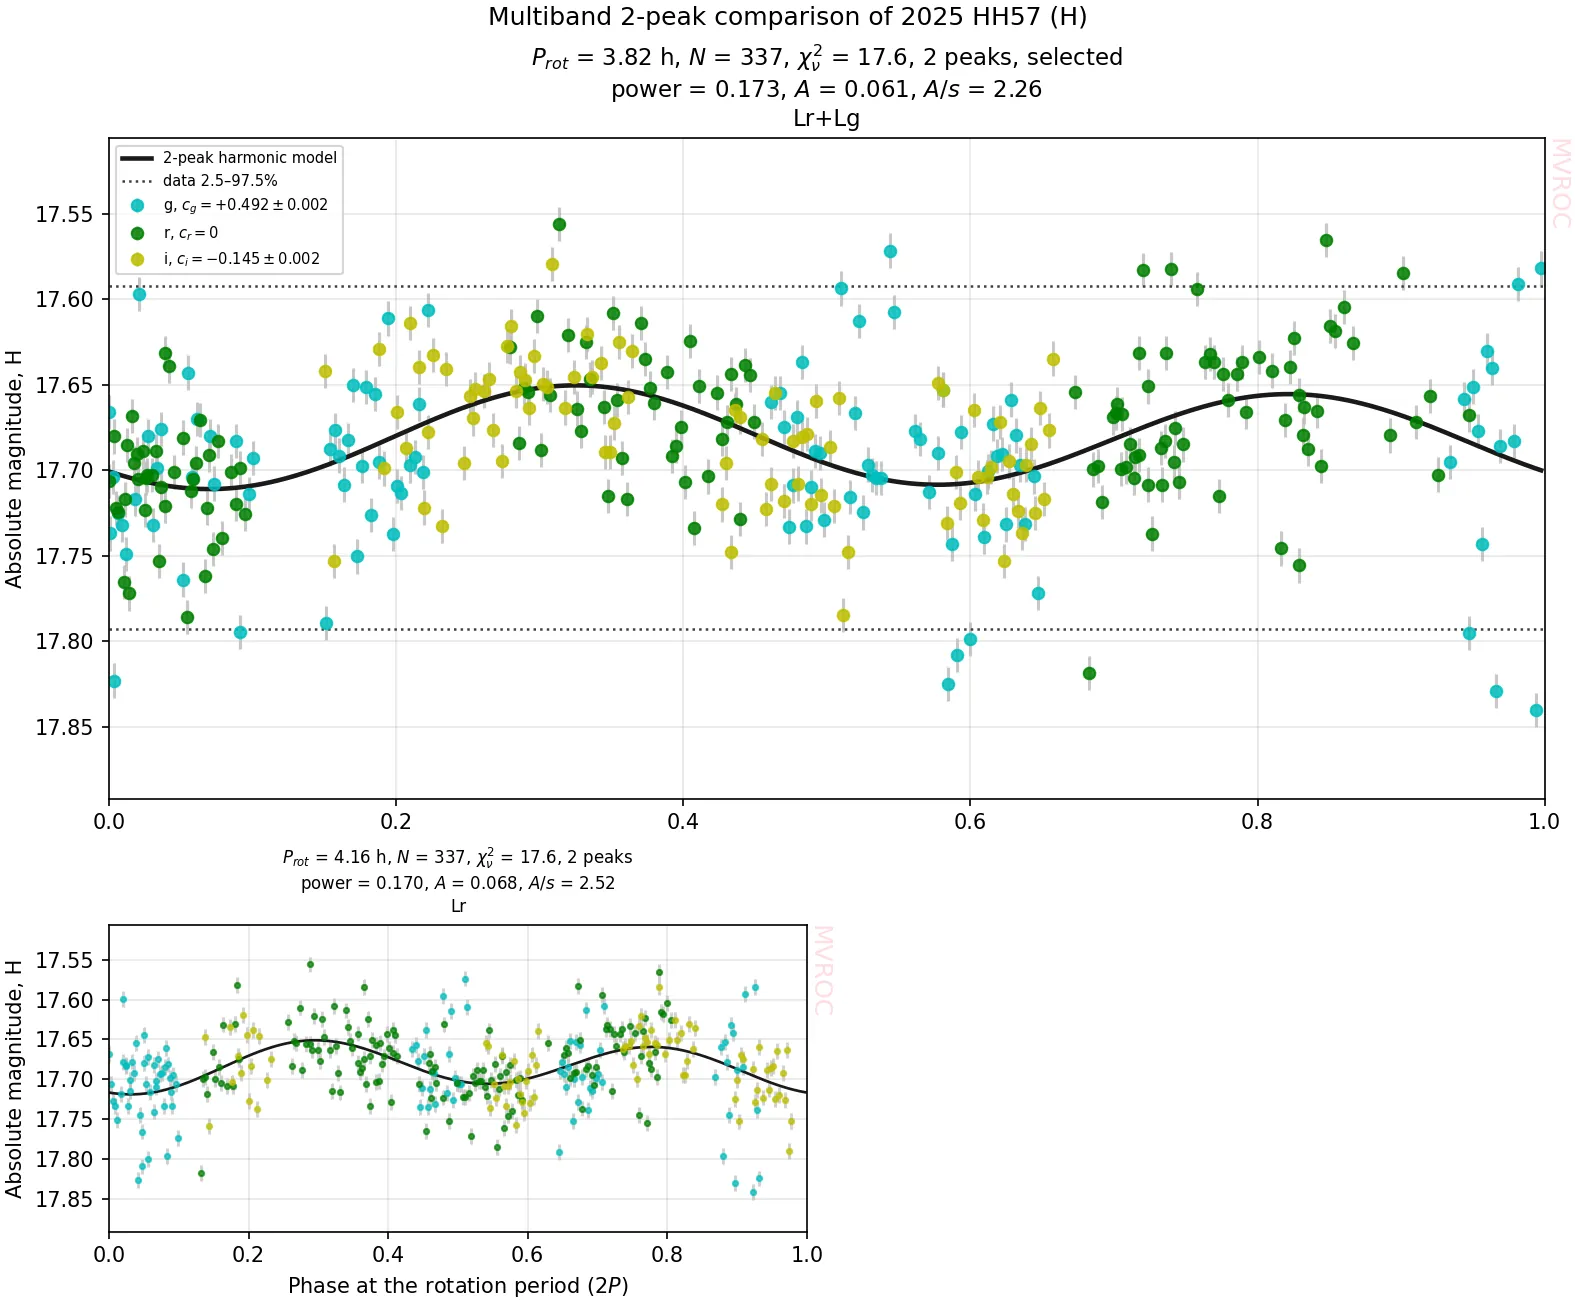 Multiband 2-peak comparison of 2025 HH57 (H)
P_rot = 3.82 h, N = 337, χ²_ν = 17.6, 2 peaks, selected
power = 0.173, A = 0.061, A/s = 2.26
Lr+Lg
2-peak harmonic model
data 2.5–97.5%
g, c_g = +0.492 ± 0.002
r, c_r = 0
i, c_i = −0.145 ± 0.002
MVROC
Absolute magnitude, H
17.55
17.60
17.65
17.70
17.75
17.80
17.85
0.0 0.2 0.4 0.6 0.8 1.0
P_rot = 4.16 h, N = 337, χ²_ν = 17.6, 2 peaks
power = 0.170, A = 0.068, A/s = 2.52
Lr
MVROC
Absolute magnitude, H
17.55
17.60
17.65
17.70
17.75
17.80
17.85
0.0 0.2 0.4 0.6 0.8 1.0
Phase at the rotation period (2P)